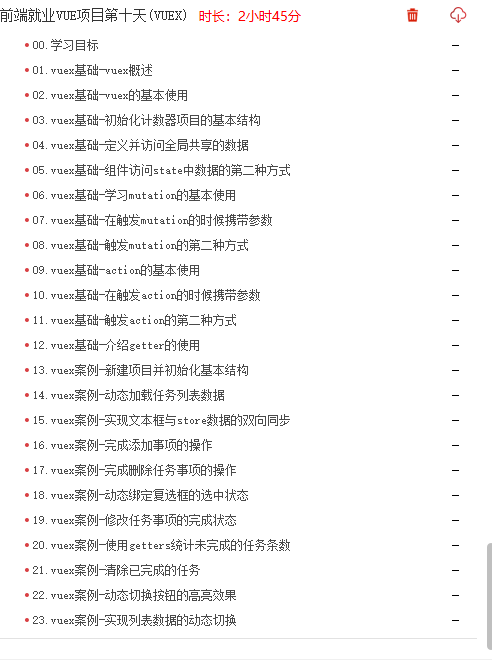 前端就业VUE项目第十天(VUEX) 时长：2小时45分
00.学习目标
01.vuex基础-vuex概述
02.vuex基础-vuex的基本使用
03.vuex基础-初始化计数器项目的基本结构
04.vuex基础-定义并访问全局共享的数据
05.vuex基础-组件访问state中数据的第二种方式
06.vuex基础-学习mutation的基本使用
07.vuex基础-在触发mutation的时候携带参数
08.vuex基础-触发mutation的第二种方式
09.vuex基础-action的基本使用
10.vuex基础-在触发action的时候携带参数
11.vuex基础-触发action的第二种方式
12.vuex基础-介绍getter的使用
13.vuex案例-新建项目并初始化基本结构
14.vuex案例-动态加载任务列表数据
15.vuex案例-实现文本框与store数据的双向同步
16.vuex案例-完成添加事项的操作
17.vuex案例-完成删除任务事项的操作
18.vuex案例-动态绑定复选框的选中状态
19.vuex案例-修改任务事项的完成状态
20.vuex案例-使用getters统计未完成的任务条数
21.vuex案例-清除已完成的任务
22.vuex案例-动态切换按钮的高亮效果
23.vuex案例-实现列表数据的动态切换